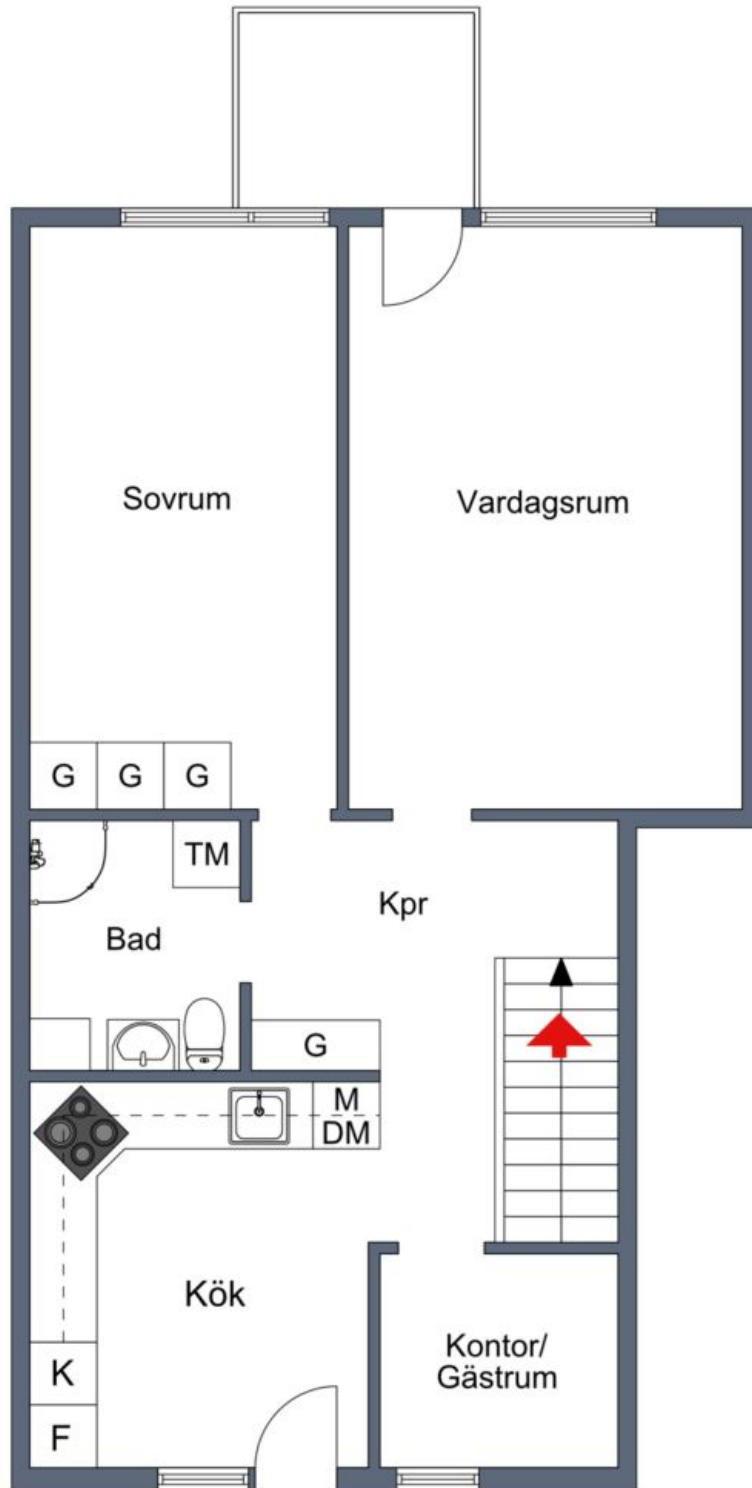 Sovrum
Vardagsrum
G G G
TM
Kpr
Bad
G
M
DM
Kök
Kontor/
Gästrum
K
F